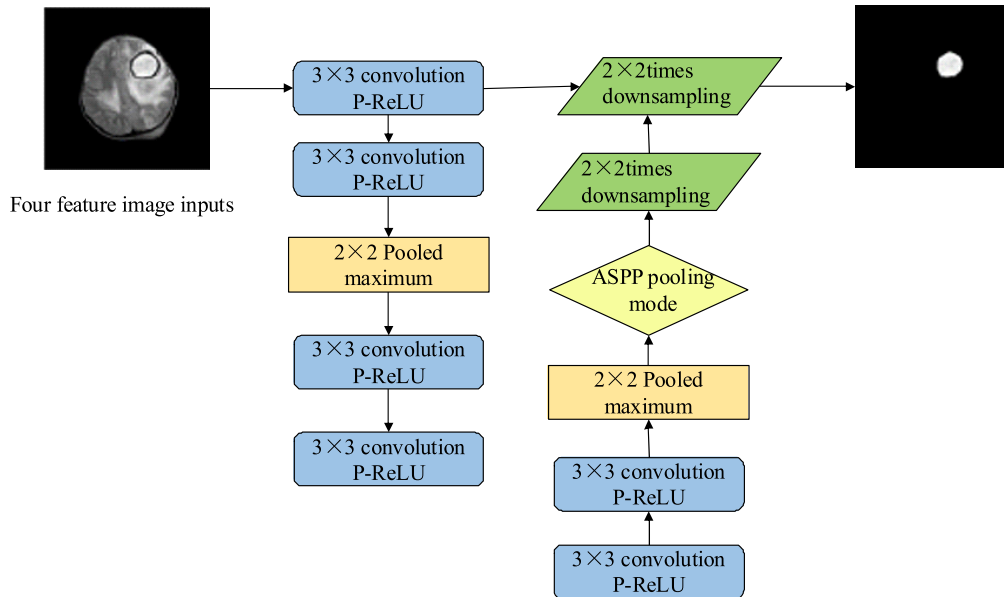 Four feature image inputs
3×3 convolution
P-ReLU
3×3 convolution
P-ReLU
2×2 Pooled
maximum
3×3 convolution
P-ReLU
3×3 convolution
P-ReLU
2×2times
downsampling
2×2times
downsampling
ASPP pooling
mode
2×2 Pooled
maximum
3×3 convolution
P-ReLU
3×3 convolution
P-ReLU